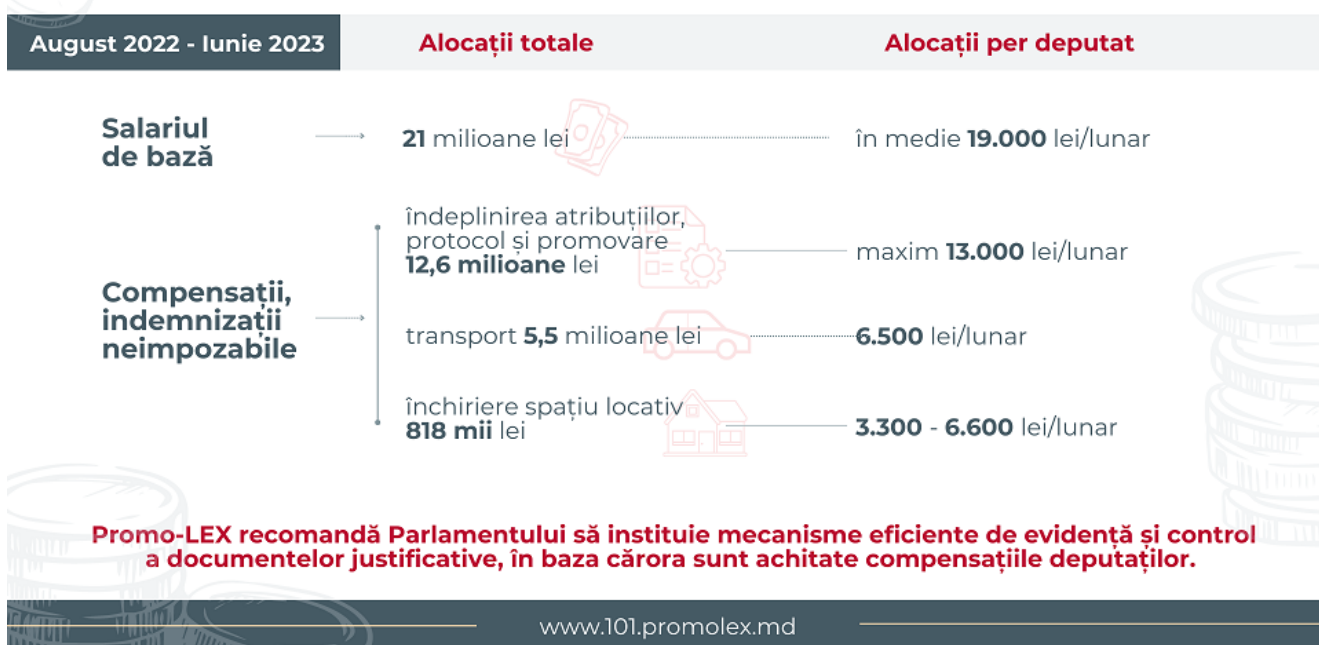 August 2022 - Iunie 2023
Alocații totale
Alocații per deputat
Salariul
de bază
21 milioane lei
în medie 19.000 lei/lunar
Compensații,
indemnizații
neimpozabile
îndeplinirea atribuțiilor,
protocol și promovare
12,6 milioane lei
maxim 13.000 lei/lunar
transport 5,5 milioane lei
6.500 lei/lunar
închiriere spațiu locativ
818 mii lei
3.300 - 6.600 lei/lunar
Promo-LEX recomandă Parlamentului să instituie mecanisme eficiente de evidență și control
a documentelor justificative, în baza cărora sunt achitate compensațiile deputaților.
www.101.promolex.md